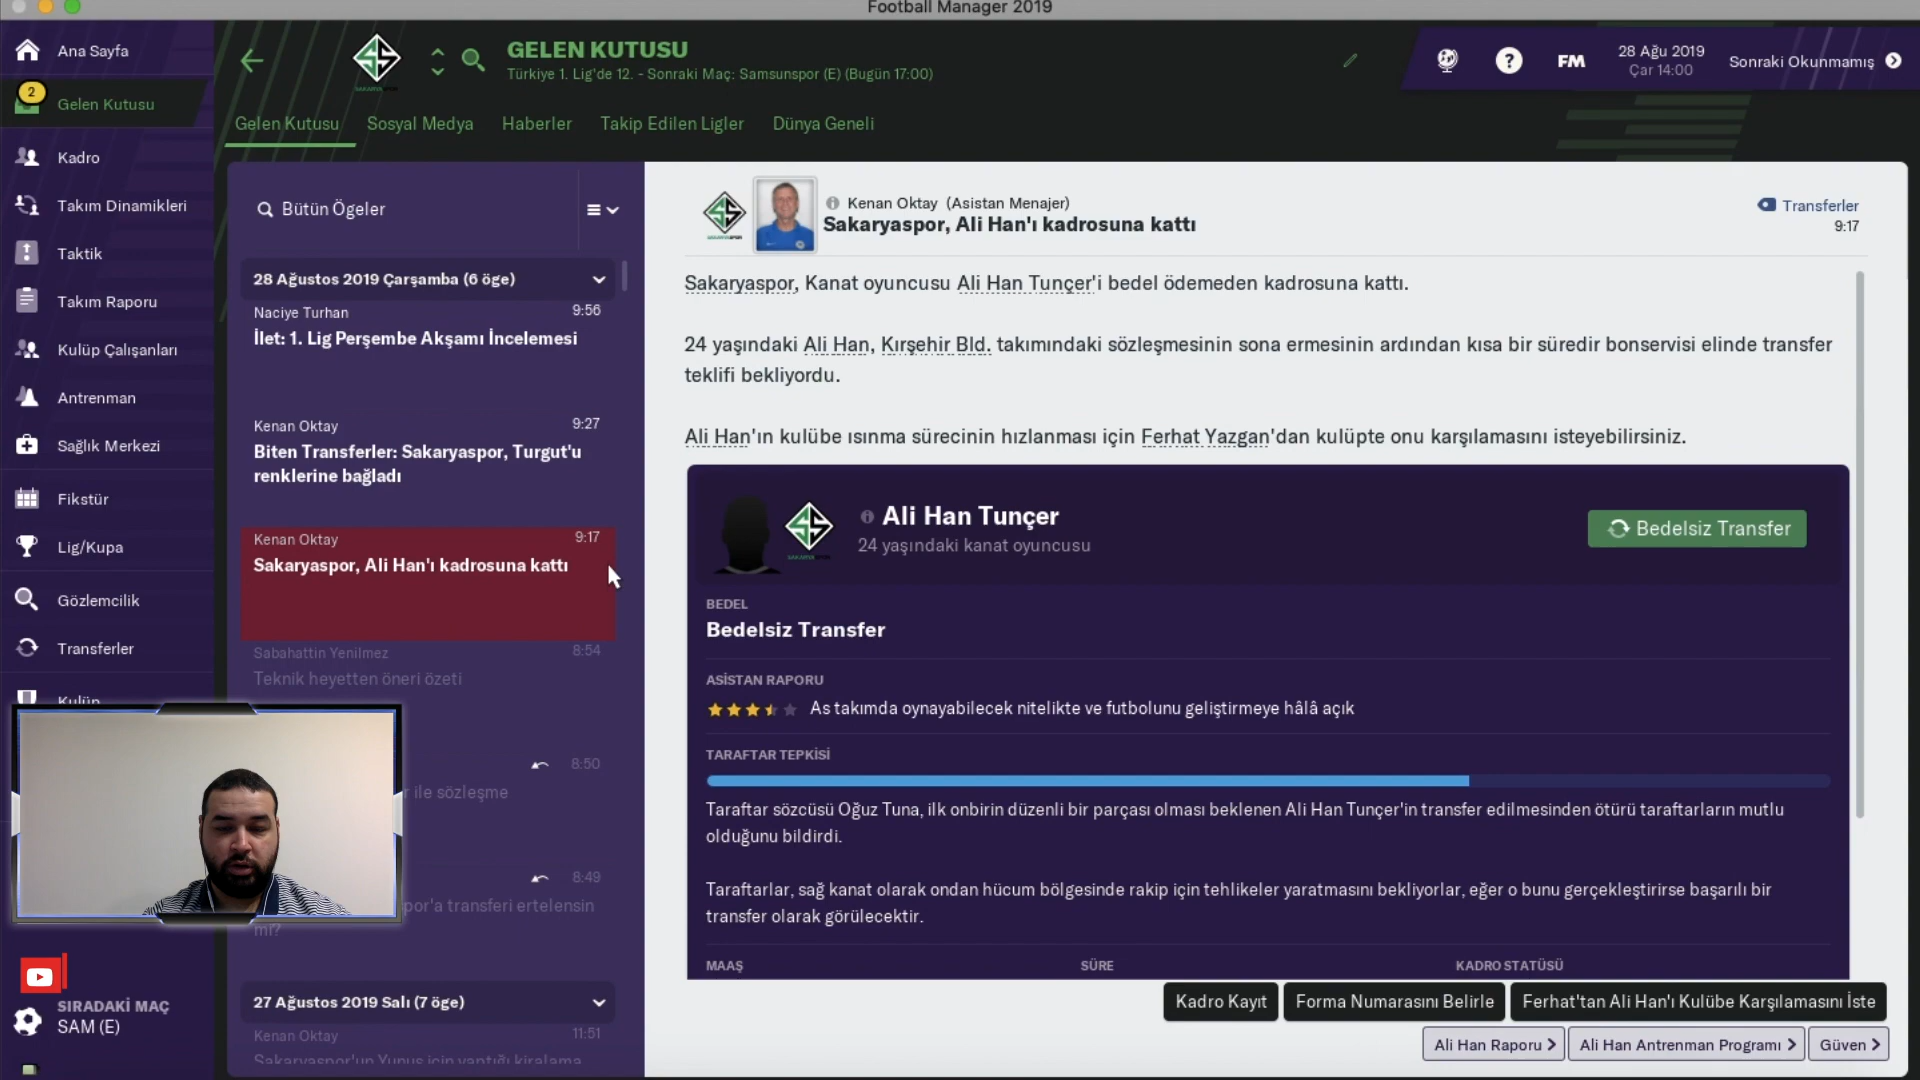 Football Manager 2019
Ana Sayfa
2
Gelen Kutusu
Kadro
Takım Dinamikleri
Taktik
Takım Raporu
Kulüp Çalışanları
Antrenman
Sağlık Merkezi
Fikstür
Lig/Kupa
Gözlemcilik
Transferler
Kulüp
SIRADAKİ MAÇ
SAM (E)
GELEN KUTUSU
Türkiye 1. Lig'de 12. - Sonraki Maç: Samsunspor (E) (Bugün 17:00)
?
FM
28 Ağu 2019
Çar 14:00
Sonraki Okunmamış
Gelen Kutusu
Sosyal Medya
Haberler
Takip Edilen Ligler
Dünya Geneli
Bütün Ögeler
28 Ağustos 2019 Çarşamba (6 öge)
Naciye Turhan 9:56
İlet: 1. Lig Perşembe Akşamı İncelemesi
Kenan Oktay 9:27
Biten Transferler: Sakaryaspor, Turgut'u
renklerine bağladı
Kenan Oktay 9:17
Sakaryaspor, Ali Han'ı kadrosuna kattı
Sabahattin Yenilmez 8:54
Teknik heyetten öneri özeti
8:50
ile sözleşme
8:49
por'a transferi ertelensin
mi?
27 Ağustos 2019 Salı (7 öge)
Kenan Oktay 11:51
Sakaryaspor'un Yunus için yaptığı kiralama
Kenan Oktay (Asistan Menajer)
Sakaryaspor, Ali Han'ı kadrosuna kattı
Transferler
9:17
Sakaryaspor, Kanat oyuncusu Ali Han Tunçer'i bedel ödemeden kadrosuna kattı.
24 yaşındaki Ali Han, Kırşehir Bld. takımındaki sözleşmesinin sona ermesinin ardından kısa bir süredir bonservisi elinde transfer
teklifi bekliyordu.
Ali Han'ın kulübe ısınma sürecinin hızlanması için Ferhat Yazgan'dan kulüpte onu karşılamasını isteyebilirsiniz.
Ali Han Tunçer
24 yaşındaki kanat oyuncusu
Bedelsiz Transfer
BEDEL
Bedelsiz Transfer
ASİSTAN RAPORU
As takımda oynayabilecek nitelikte ve futbolunu geliştirmeye hâlâ açık
TARAFTAR TEPKİSİ
Taraftar sözcüsü Oğuz Tuna, ilk onbirin düzenli bir parçası olması beklenen Ali Han Tunçer'in transfer edilmesinden ötürü taraftarların mutlu
olduğunu bildirdi.
Taraftarlar, sağ kanat olarak ondan hücum bölgesinde rakip için tehlikeler yaratmasını bekliyorlar, eğer o bunu gerçekleştirirse başarılı bir
transfer olarak görülecektir.
MAAŞ
SÜRE
KADRO STATÜSÜ
Kadro Kayıt
Forma Numarasını Belirle
Ferhat'tan Ali Han'ı Kulübe Karşılamasını İste
Ali Han Raporu
Ali Han Antrenman Programı
Güven